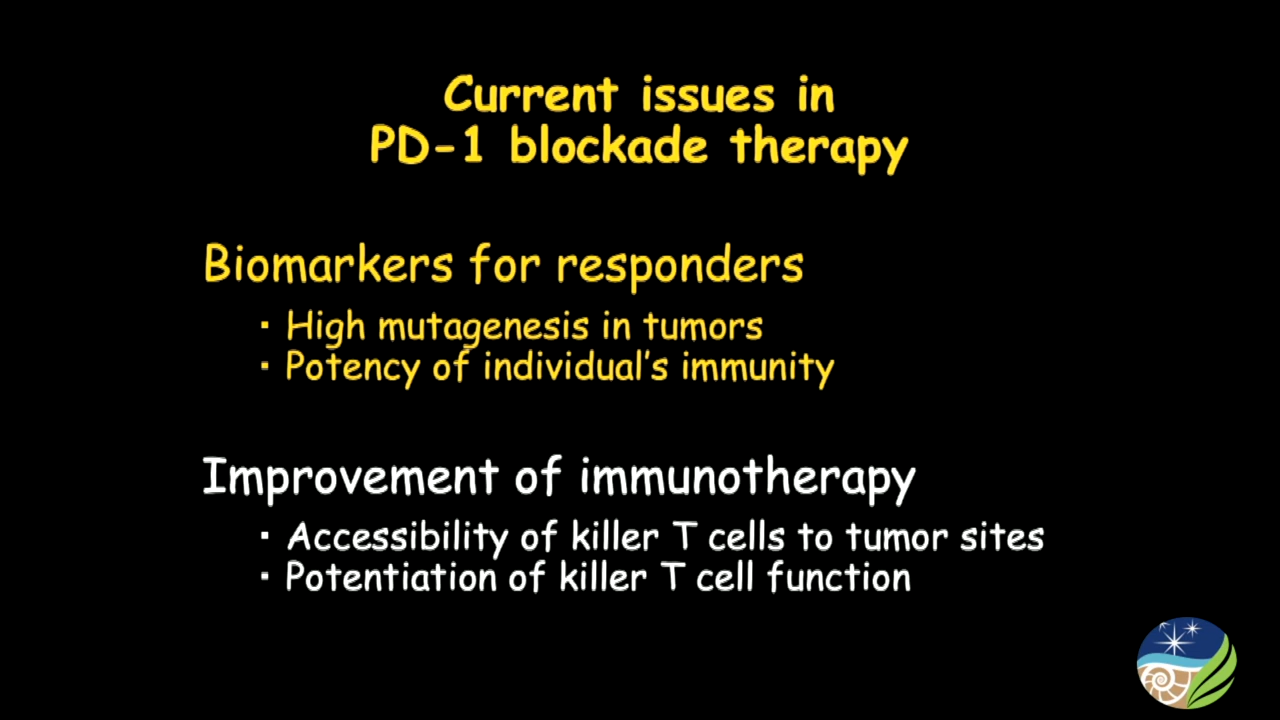 Current issues in
PD-1 blockade therapy
Biomarkers for responders
・High mutagenesis in tumors
・Potency of individual's immunity
Improvement of immunotherapy
・Accessibility of killer T cells to tumor sites
・Potentiation of killer T cell function